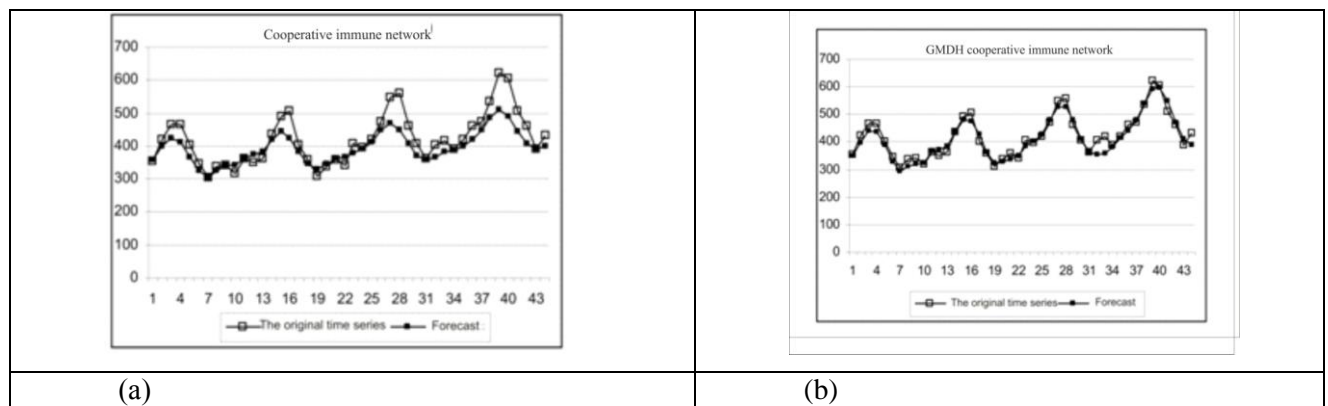 Cooperative immune network
700
600
500
400
300
200
100
0
1 4 7 10 13 16 19 22 25 28 31 34 37 40 43
The original time series Forecast
(a)
GMDH cooperative immune network
700
600
500
400
300
200
100
0
1 4 7 10 13 16 19 22 25 28 31 34 37 40 43
The original time series Forecast
(b)